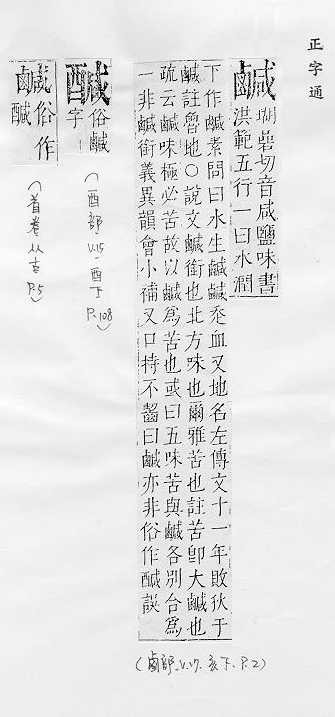 正字通
鹹 切音咸鹽味書
洪範五行一曰水潤
下作鹹素問曰水生鹹鹹 血又地名左傳文十一年敗狄于
鹹註魯地〇說文鹹銜也北方味也爾雅苦也註苦卽大鹹也
疏云鹹味極必苦故以鹹爲苦也或曰五味苦與鹹各別合爲
一非鹹銜義異韻會小補又口持不齧曰鹹亦非俗作醎誤
(鹵部. V.17. 亥下. P.2)
醎 俗鹹
字
(酉部 V.15. 酉下 P.108)
鹹 俗作
醎
(首卷从古 P.5)